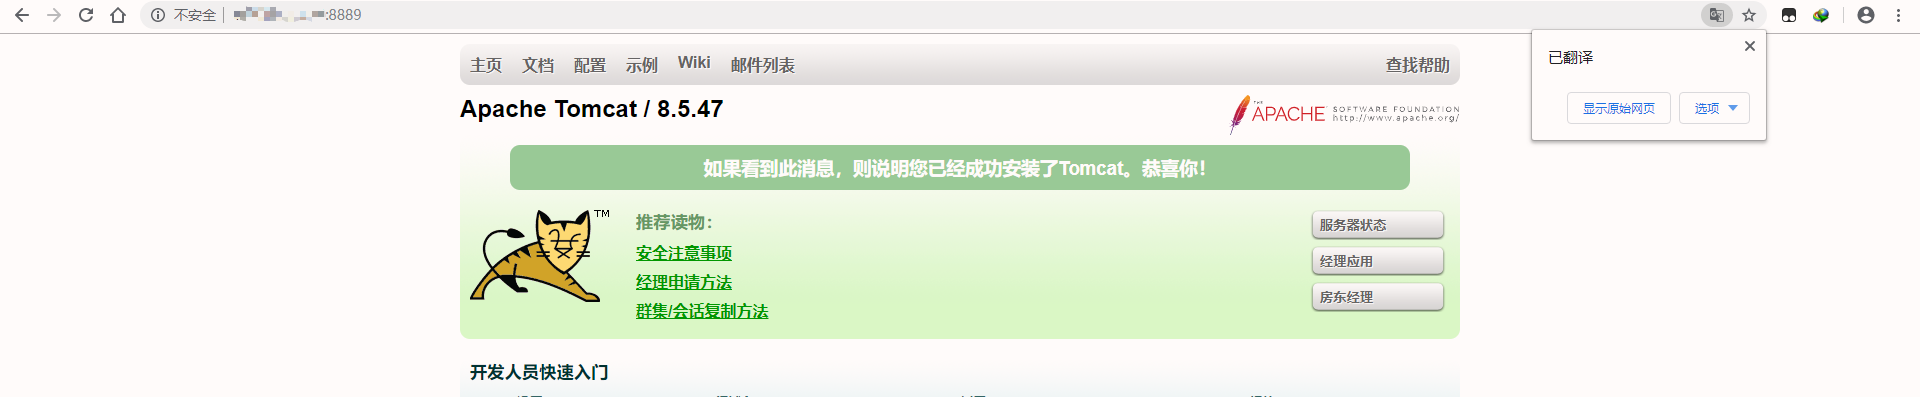 不安全 :8889
已翻译
显示原始网页 选项
主页 文档 配置 示例 Wiki 邮件列表 查找帮助
Apache Tomcat / 8.5.47
THE APACHE SOFTWARE FOUNDATION
http://www.apache.org/
如果看到此消息，则说明您已经成功安装了Tomcat。恭喜你！
TM
推荐读物：
安全注意事项
经理申请方法
群集/会话复制方法
服务器状态
经理应用
房东经理
开发人员快速入门